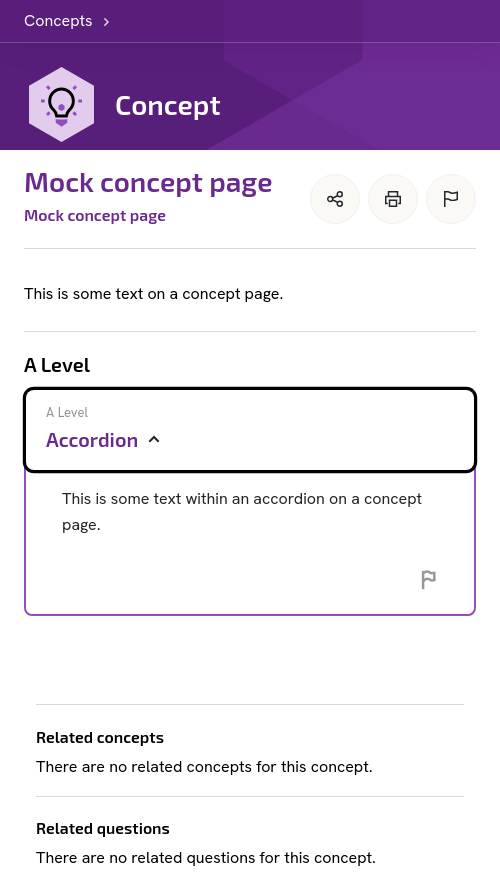 Concepts
Concept
Mock concept page
Mock concept page
This is some text on a concept page.
A Level
A Level
Accordion
This is some text within an accordion on a concept
page.
Related concepts
There are no related concepts for this concept.
Related questions
There are no related questions for this concept.